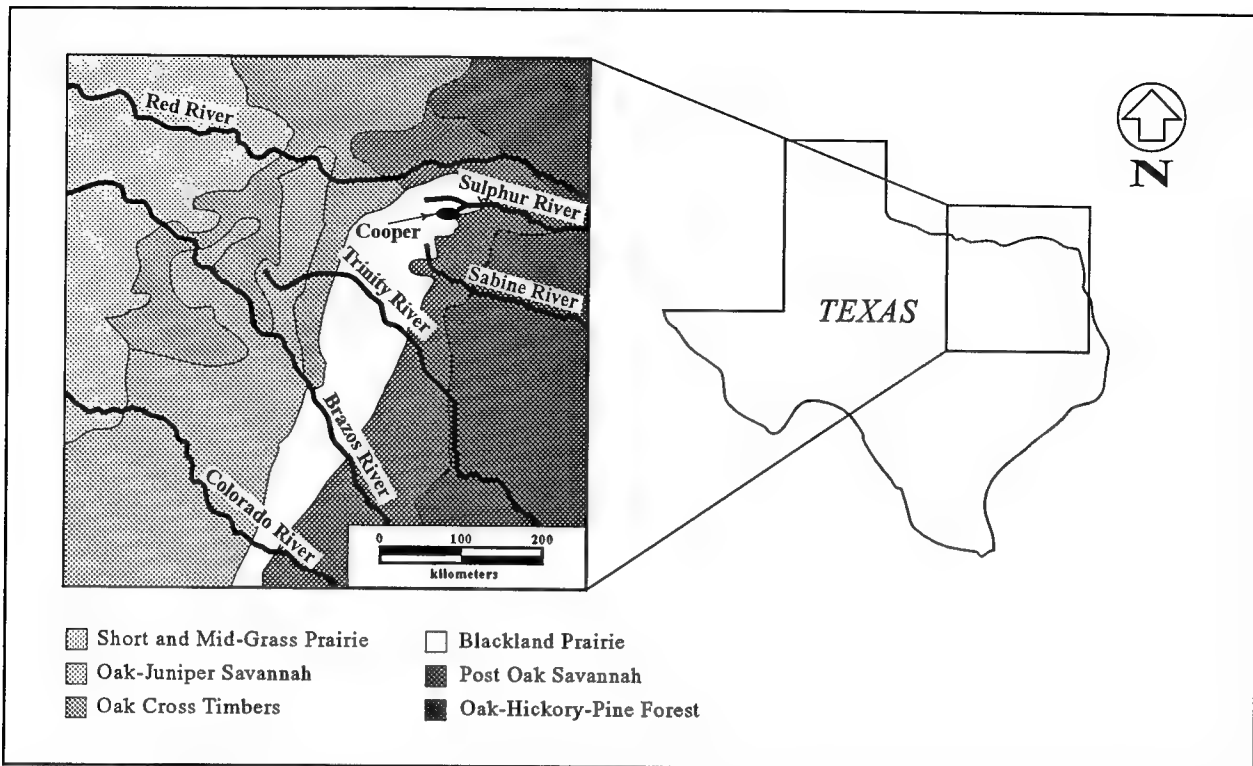 Red River
Sulphur River
Cooper
Trinity River
Sabine River
Brazos River
Colorado River
0 100 200
kilometers
N
TEXAS
Short and Mid-Grass Prairie
Oak-Juniper Savannah
Oak Cross Timbers
Blackland Prairie
Post Oak Savannah
Oak-Hickory-Pine Forest